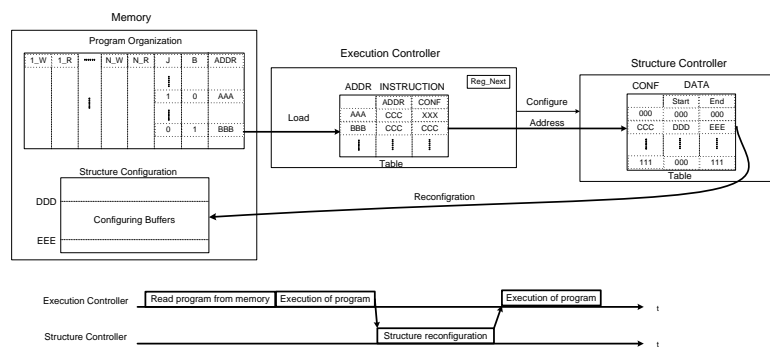 Memory
Program Organization
1_W 1_R N_W N_R J B ADDR
1 0 AAA
0 1 BBB
Structure Configuration
DDD
Configuring Buffers
EEE
Load
Execution Controller
Reg_Next
ADDR INSTRUCTION
ADDR CONF
AAA CCC XXX
BBB CCC CCC
Table
Configure
Address
Structure Controller
CONF DATA
Start End
000 000 000
CCC DDD EEE
111 000 111
Table
Reconfigration
Execution Controller
Read program from memory
Execution of program
Execution of program
t
Structure Controller
Structure reconfiguration
t